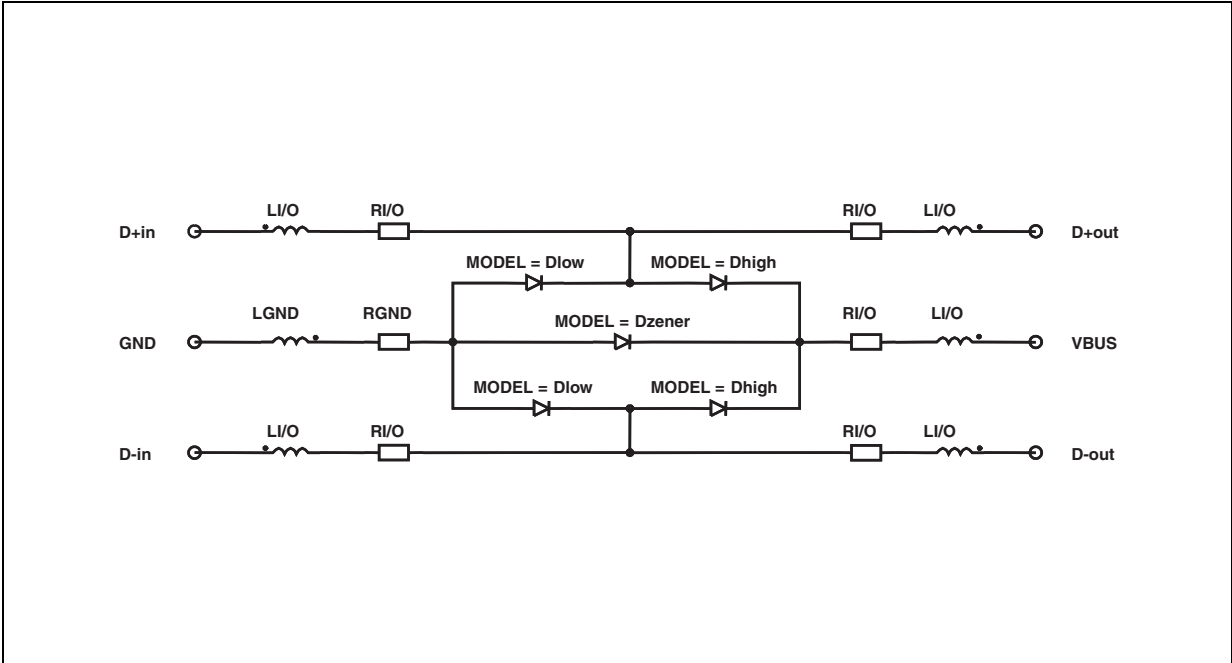 LI/O RI/O RI/O LI/O
D+in D+out
MODEL = Dlow MODEL = Dhigh
LGND RGND MODEL = Dzener RI/O LI/O
GND VBUS
MODEL = Dlow MODEL = Dhigh
LI/O RI/O RI/O LI/O
D-in D-out